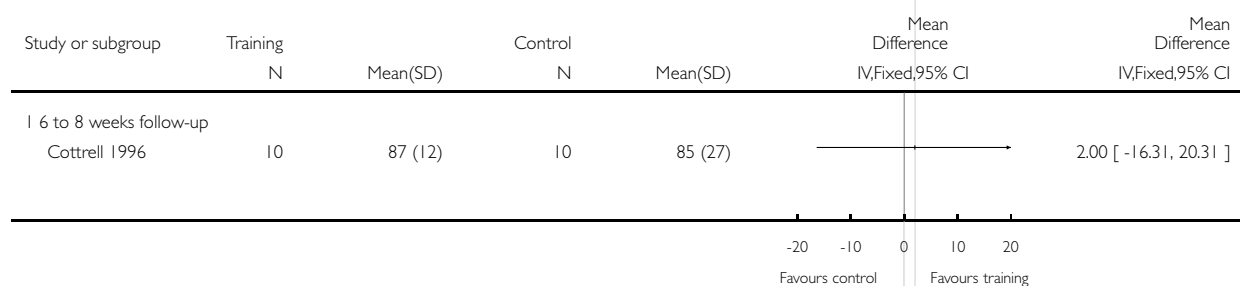 Mean Mean
Study or subgroup Training Control Difference Difference
N Mean(SD) N Mean(SD) IV,Fixed,95% CI IV,Fixed,95% CI
1 6 to 8 weeks follow-up
Cottrell 1996 10 87 (12) 10 85 (27) 2.00 [ -16.31, 20.31 ]
-20 -10 0 10 20
Favours control Favours training